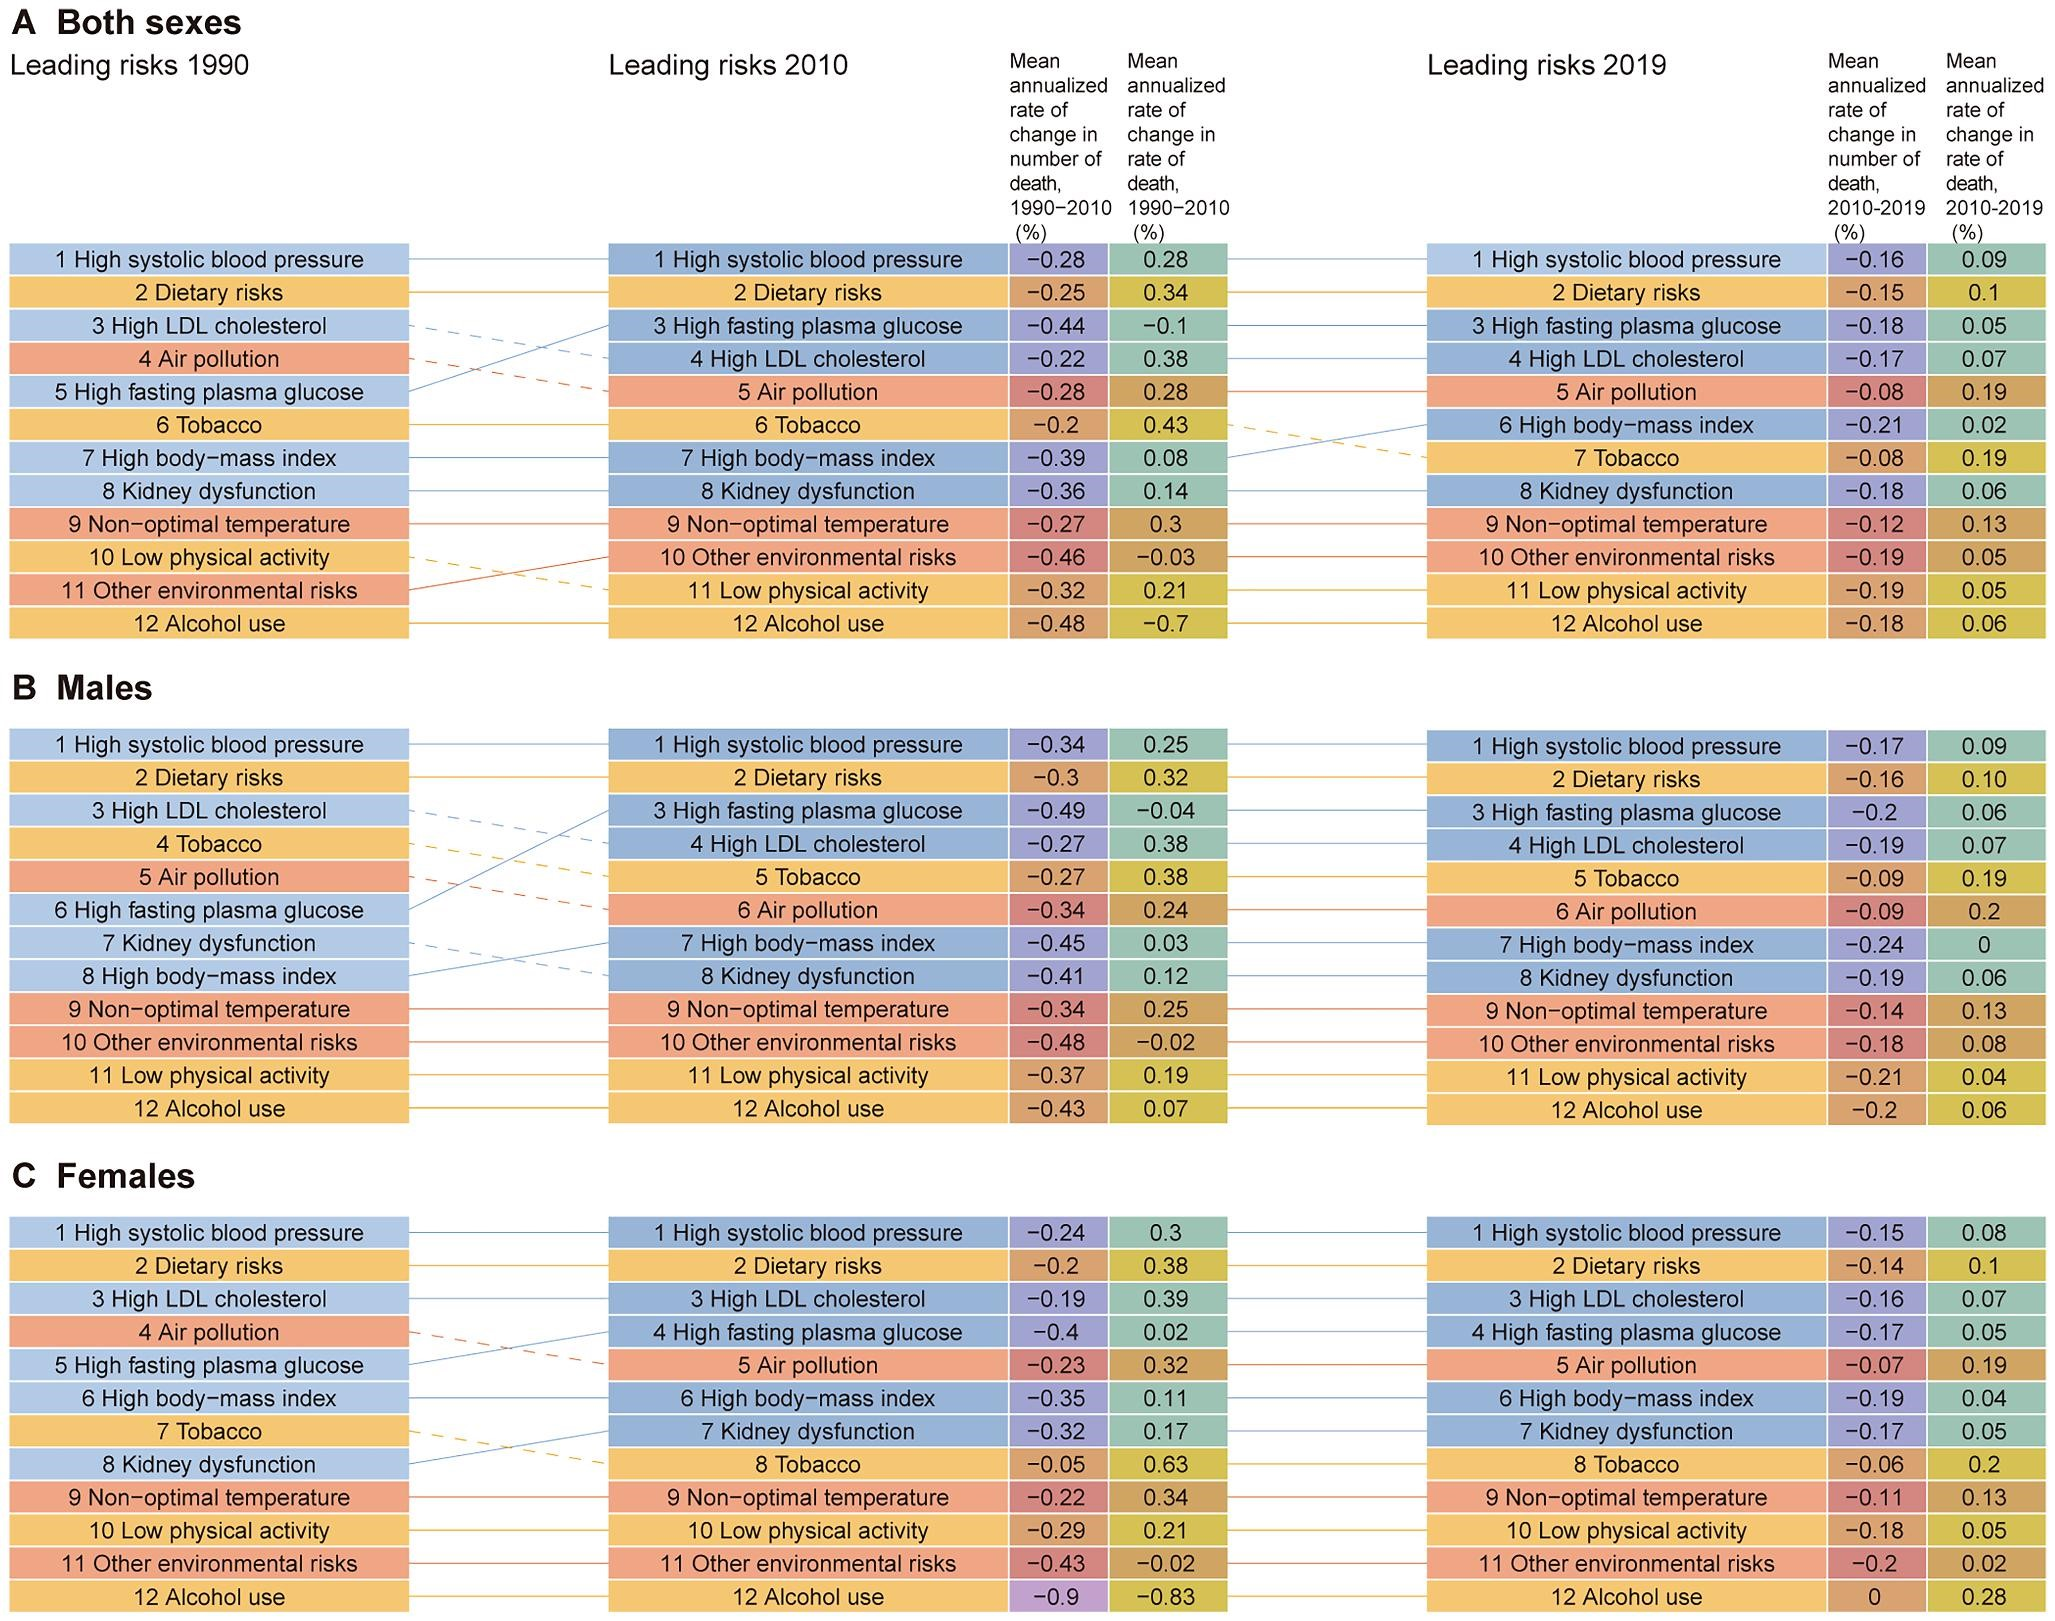 A Both sexes
Leading risks 1990
Leading risks 2010
Mean annualized rate of change in number of death, 1990−2010 (%)
Mean annualized rate of change in rate of death, 1990−2010 (%)
Leading risks 2019
Mean annualized rate of change in number of death, 2010-2019 (%)
Mean annualized rate of change in rate of death, 2010-2019 (%)
1 High systolic blood pressure 1 High systolic blood pressure −0.28 0.28 1 High systolic blood pressure −0.16 0.09
2 Dietary risks 2 Dietary risks −0.25 0.34 2 Dietary risks −0.15 0.1
3 High LDL cholesterol 3 High fasting plasma glucose −0.44 −0.1 3 High fasting plasma glucose −0.18 0.05
4 Air pollution 4 High LDL cholesterol −0.22 0.38 4 High LDL cholesterol −0.17 0.07
5 High fasting plasma glucose 5 Air pollution −0.28 0.28 5 Air pollution −0.08 0.19
6 Tobacco 6 Tobacco −0.2 0.43 6 High body−mass index −0.21 0.02
7 High body−mass index 7 High body−mass index −0.39 0.08 7 Tobacco −0.08 0.19
8 Kidney dysfunction 8 Kidney dysfunction −0.36 0.14 8 Kidney dysfunction −0.18 0.06
9 Non−optimal temperature 9 Non−optimal temperature −0.27 0.3 9 Non−optimal temperature −0.12 0.13
10 Low physical activity 10 Other environmental risks −0.46 −0.03 10 Other environmental risks −0.19 0.05
11 Other environmental risks 11 Low physical activity −0.32 0.21 11 Low physical activity −0.19 0.05
12 Alcohol use 12 Alcohol use −0.48 −0.7 12 Alcohol use −0.18 0.06
B Males
1 High systolic blood pressure 1 High systolic blood pressure −0.34 0.25 1 High systolic blood pressure −0.17 0.09
2 Dietary risks 2 Dietary risks −0.3 0.32 2 Dietary risks −0.16 0.10
3 High LDL cholesterol 3 High fasting plasma glucose −0.49 −0.04 3 High fasting plasma glucose −0.2 0.06
4 Tobacco 4 High LDL cholesterol −0.27 0.38 4 High LDL cholesterol −0.19 0.07
5 Air pollution 5 Tobacco −0.27 0.38 5 Tobacco −0.09 0.19
6 High fasting plasma glucose 6 Air pollution −0.34 0.24 6 Air pollution −0.09 0.2
7 Kidney dysfunction 7 High body−mass index −0.45 0.03 7 High body−mass index −0.24 0
8 High body−mass index 8 Kidney dysfunction −0.41 0.12 8 Kidney dysfunction −0.19 0.06
9 Non−optimal temperature 9 Non−optimal temperature −0.34 0.25 9 Non−optimal temperature −0.14 0.13
10 Other environmental risks 10 Other environmental risks −0.48 −0.02 10 Other environmental risks −0.18 0.08
11 Low physical activity 11 Low physical activity −0.37 0.19 11 Low physical activity −0.21 0.04
12 Alcohol use 12 Alcohol use −0.43 0.07 12 Alcohol use −0.2 0.06
C Females
1 High systolic blood pressure 1 High systolic blood pressure −0.24 0.3 1 High systolic blood pressure −0.15 0.08
2 Dietary risks 2 Dietary risks −0.2 0.38 2 Dietary risks −0.14 0.1
3 High LDL cholesterol 3 High LDL cholesterol −0.19 0.39 3 High LDL cholesterol −0.16 0.07
4 Air pollution 4 High fasting plasma glucose −0.4 0.02 4 High fasting plasma glucose −0.17 0.05
5 High fasting plasma glucose 5 Air pollution −0.23 0.32 5 Air pollution −0.07 0.19
6 High body−mass index 6 High body−mass index −0.35 0.11 6 High body−mass index −0.19 0.04
7 Tobacco 7 Kidney dysfunction −0.32 0.17 7 Kidney dysfunction −0.17 0.05
8 Kidney dysfunction 8 Tobacco −0.05 0.63 8 Tobacco −0.06 0.2
9 Non−optimal temperature 9 Non−optimal temperature −0.22 0.34 9 Non−optimal temperature −0.11 0.13
10 Low physical activity 10 Low physical activity −0.29 0.21 10 Low physical activity −0.18 0.05
11 Other environmental risks 11 Other environmental risks −0.43 −0.02 11 Other environmental risks −0.2 0.02
12 Alcohol use 12 Alcohol use −0.9 −0.83 12 Alcohol use 0 0.28